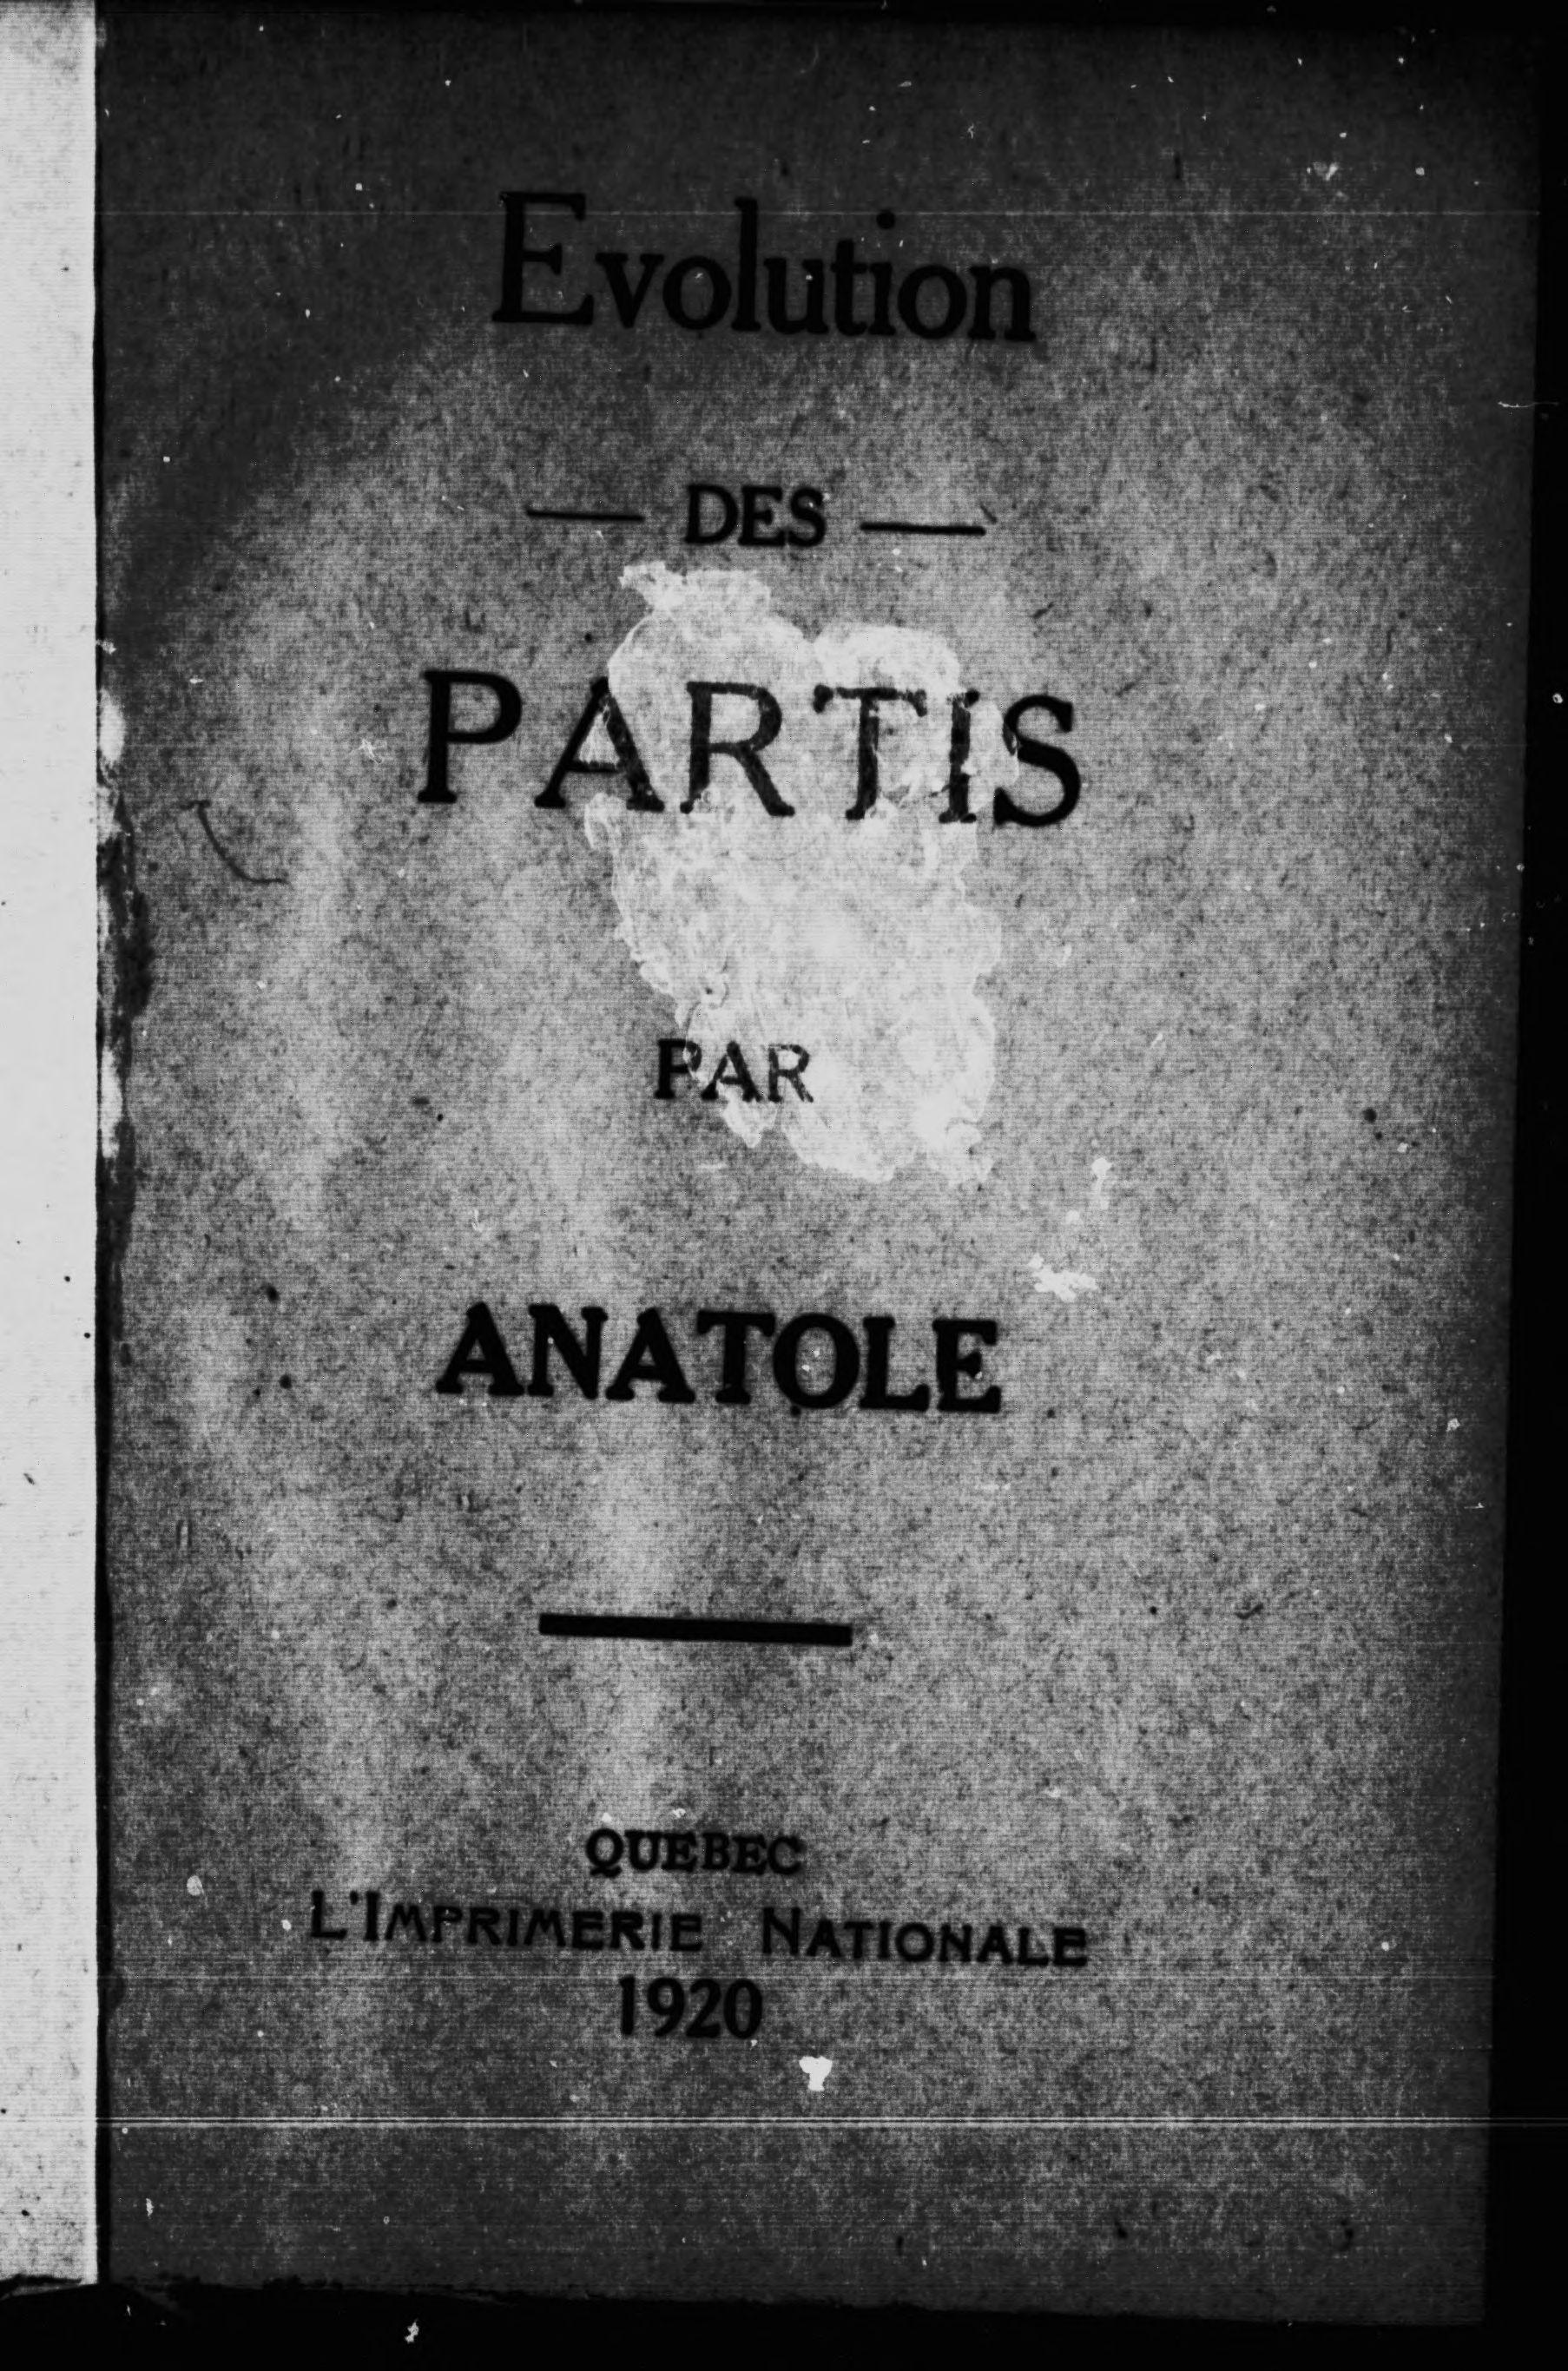 Evolution
— DES —
PARTIS
PAR
ANATOLE
QUEBEC
L'IMPRIMERIE NATIONALE
1920